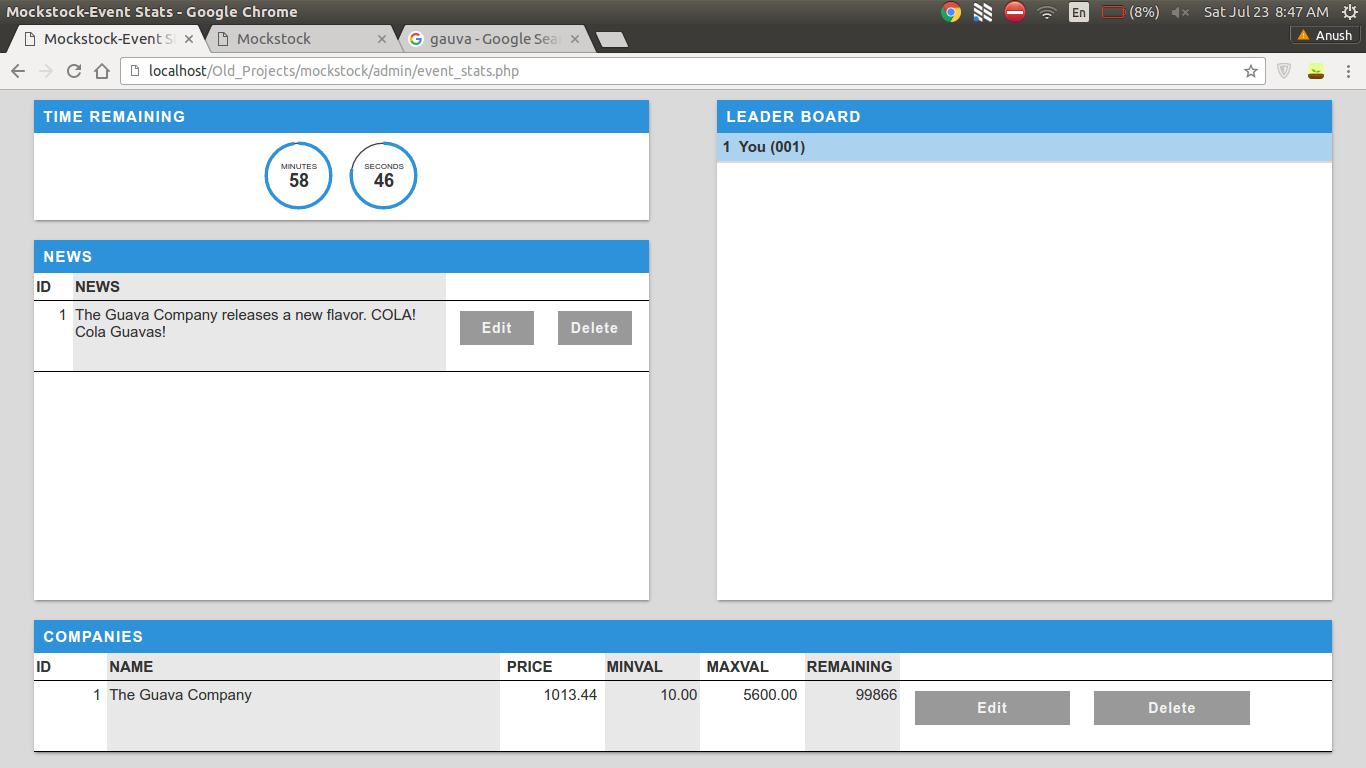 Mockstock-Event Stats - Google Chrome
En
(8%)
Sat Jul 23 8:47 AM
Mockstock-Event S
Mockstock
gauva - Google Sea
Anush
localhost/Old_Projects/mockstock/admin/event_stats.php
TIME REMAINING
MINUTES
58
SECONDS
46
LEADER BOARD
1 You (001)
NEWS
ID NEWS
1 The Guava Company releases a new flavor. COLA!
Cola Guavas!
Edit Delete
COMPANIES
ID NAME PRICE MINVAL MAXVAL REMAINING
1 The Guava Company 1013.44 10.00 5600.00 99866 Edit Delete